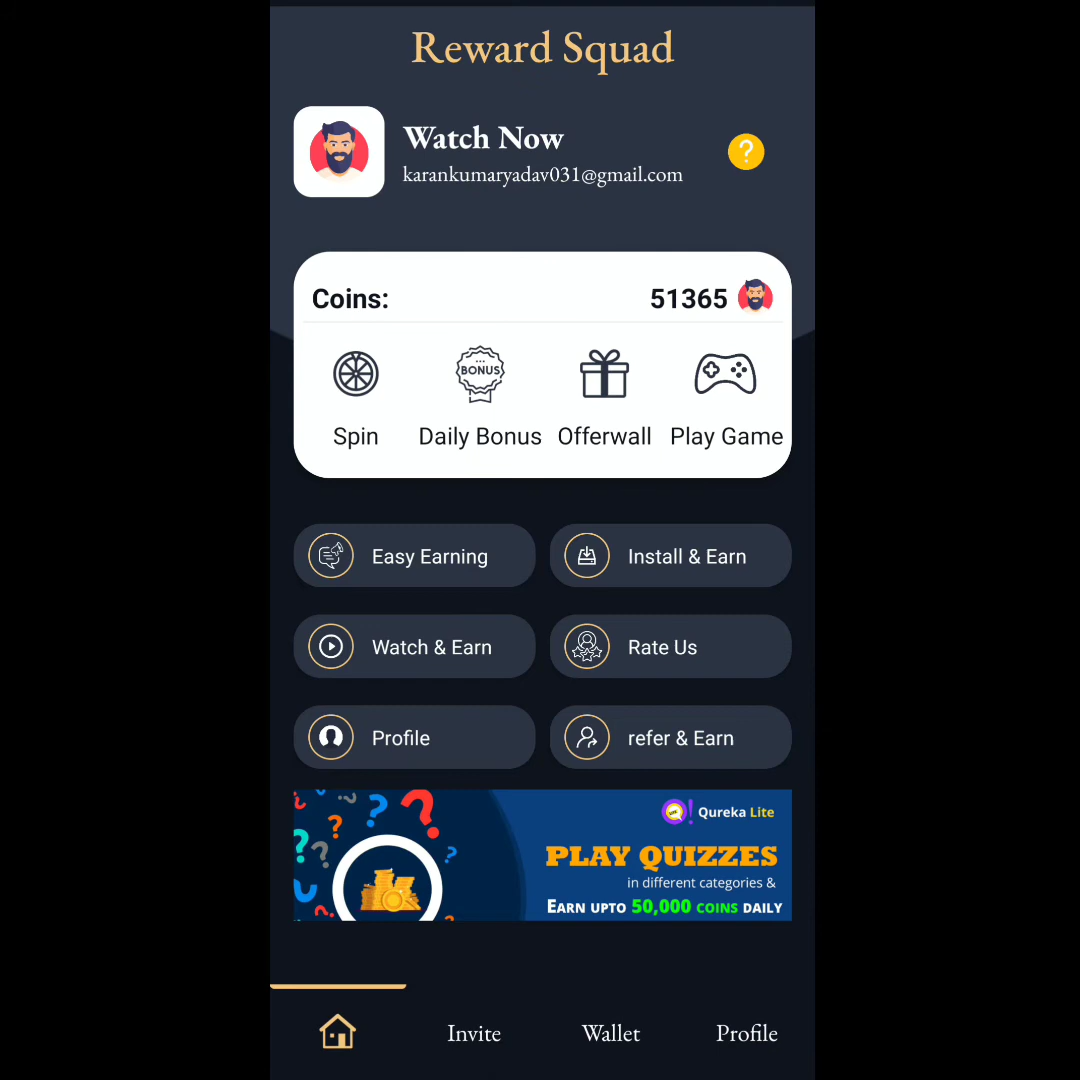 Reward Squad
Watch Now
karankumaryadav031@gmail.com
?
Coins:
51365
BONUS
Spin
Daily Bonus
Offerwall
Play Game
Easy Earning
Install & Earn
Watch & Earn
Rate Us
Profile
refer & Earn
Qureka Lite
PLAY QUIZZES
in different categories &
EARN UPTO 50,000 COINS DAILY
Invite
Wallet
Profile